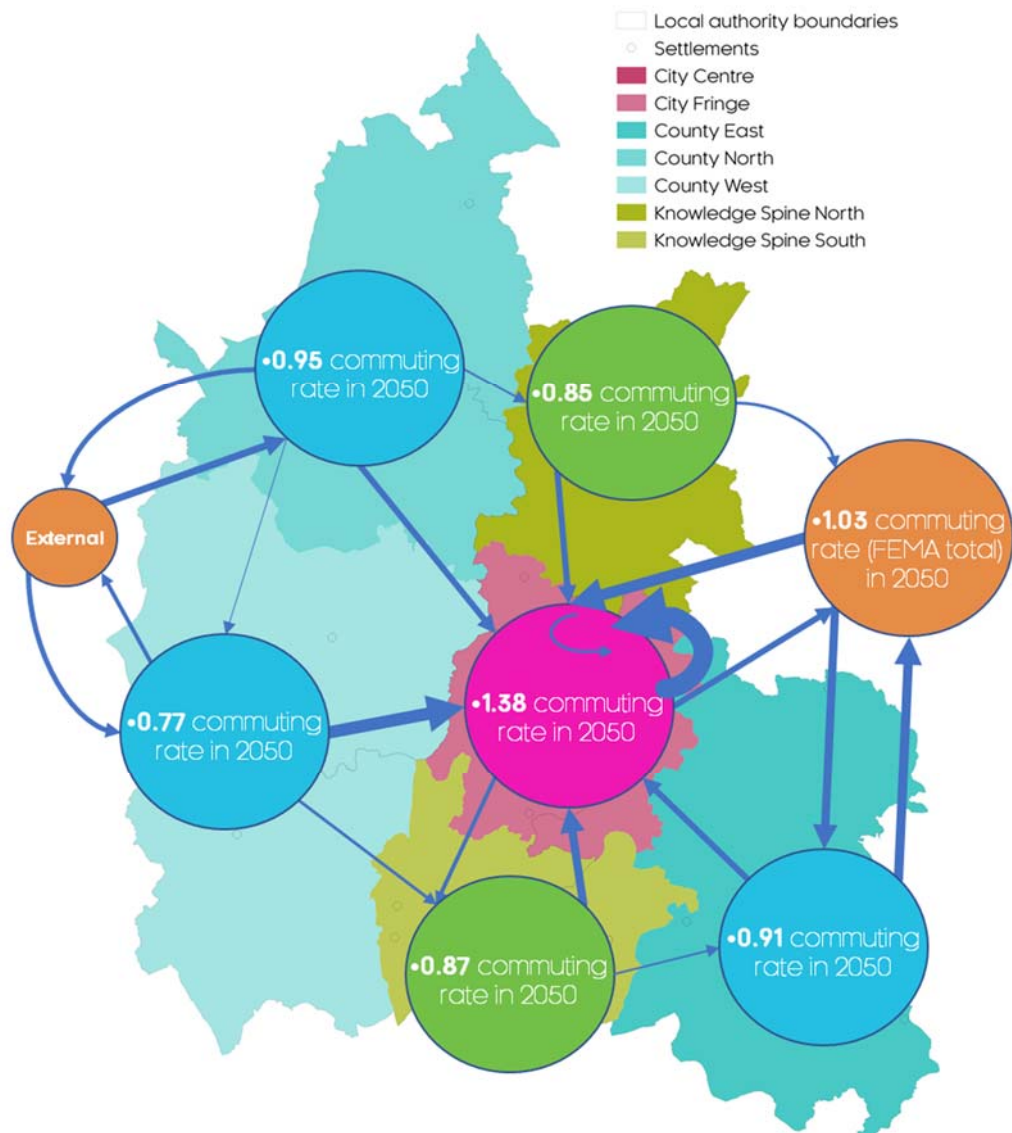 Local authority boundaries
Settlements
City Centre
City Fringe
County East
County North
County West
Knowledge Spine North
Knowledge Spine South
•0.95 commuting
rate in 2050
•0.85 commuting
rate in 2050
External
•1.03 commuting
rate (FEMA total)
in 2050
•0.77 commuting
rate in 2050
•1.38 commuting
rate in 2050
•0.87 commuting
rate in 2050
•0.91 commuting
rate in 2050